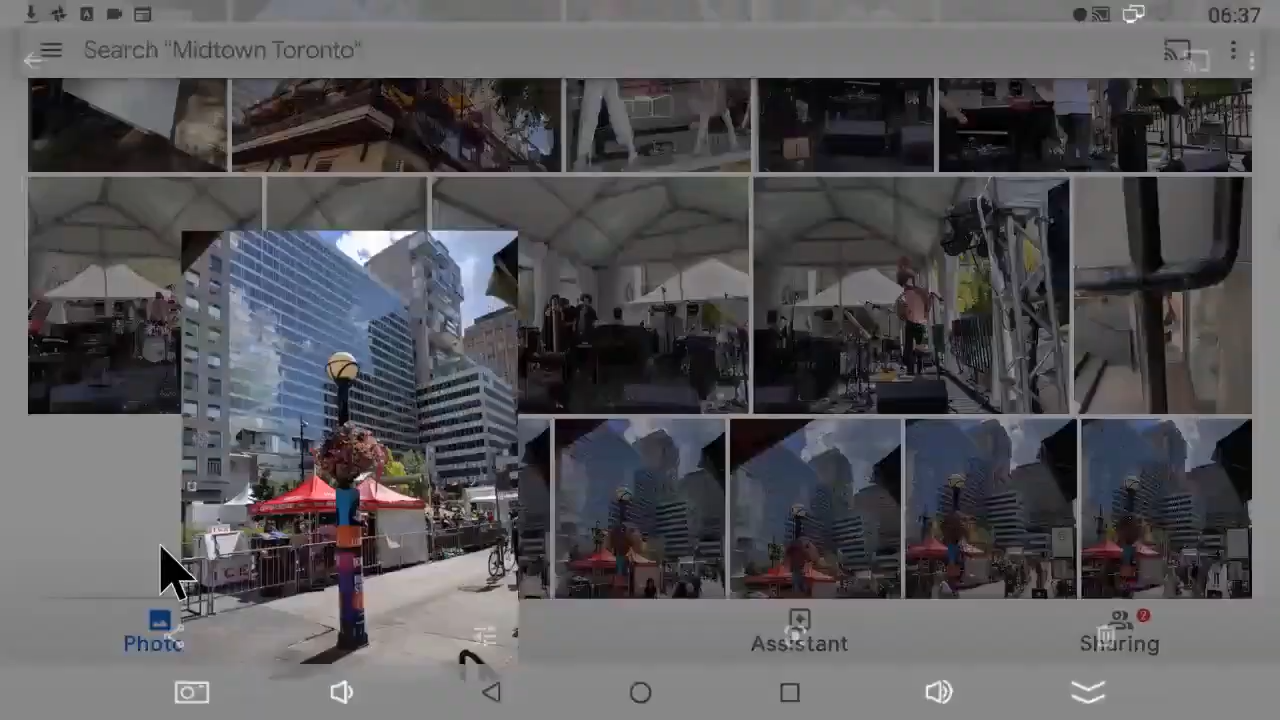 06:37
Search "Midtown Toronto"
Photo
Assistant
Sharing
2